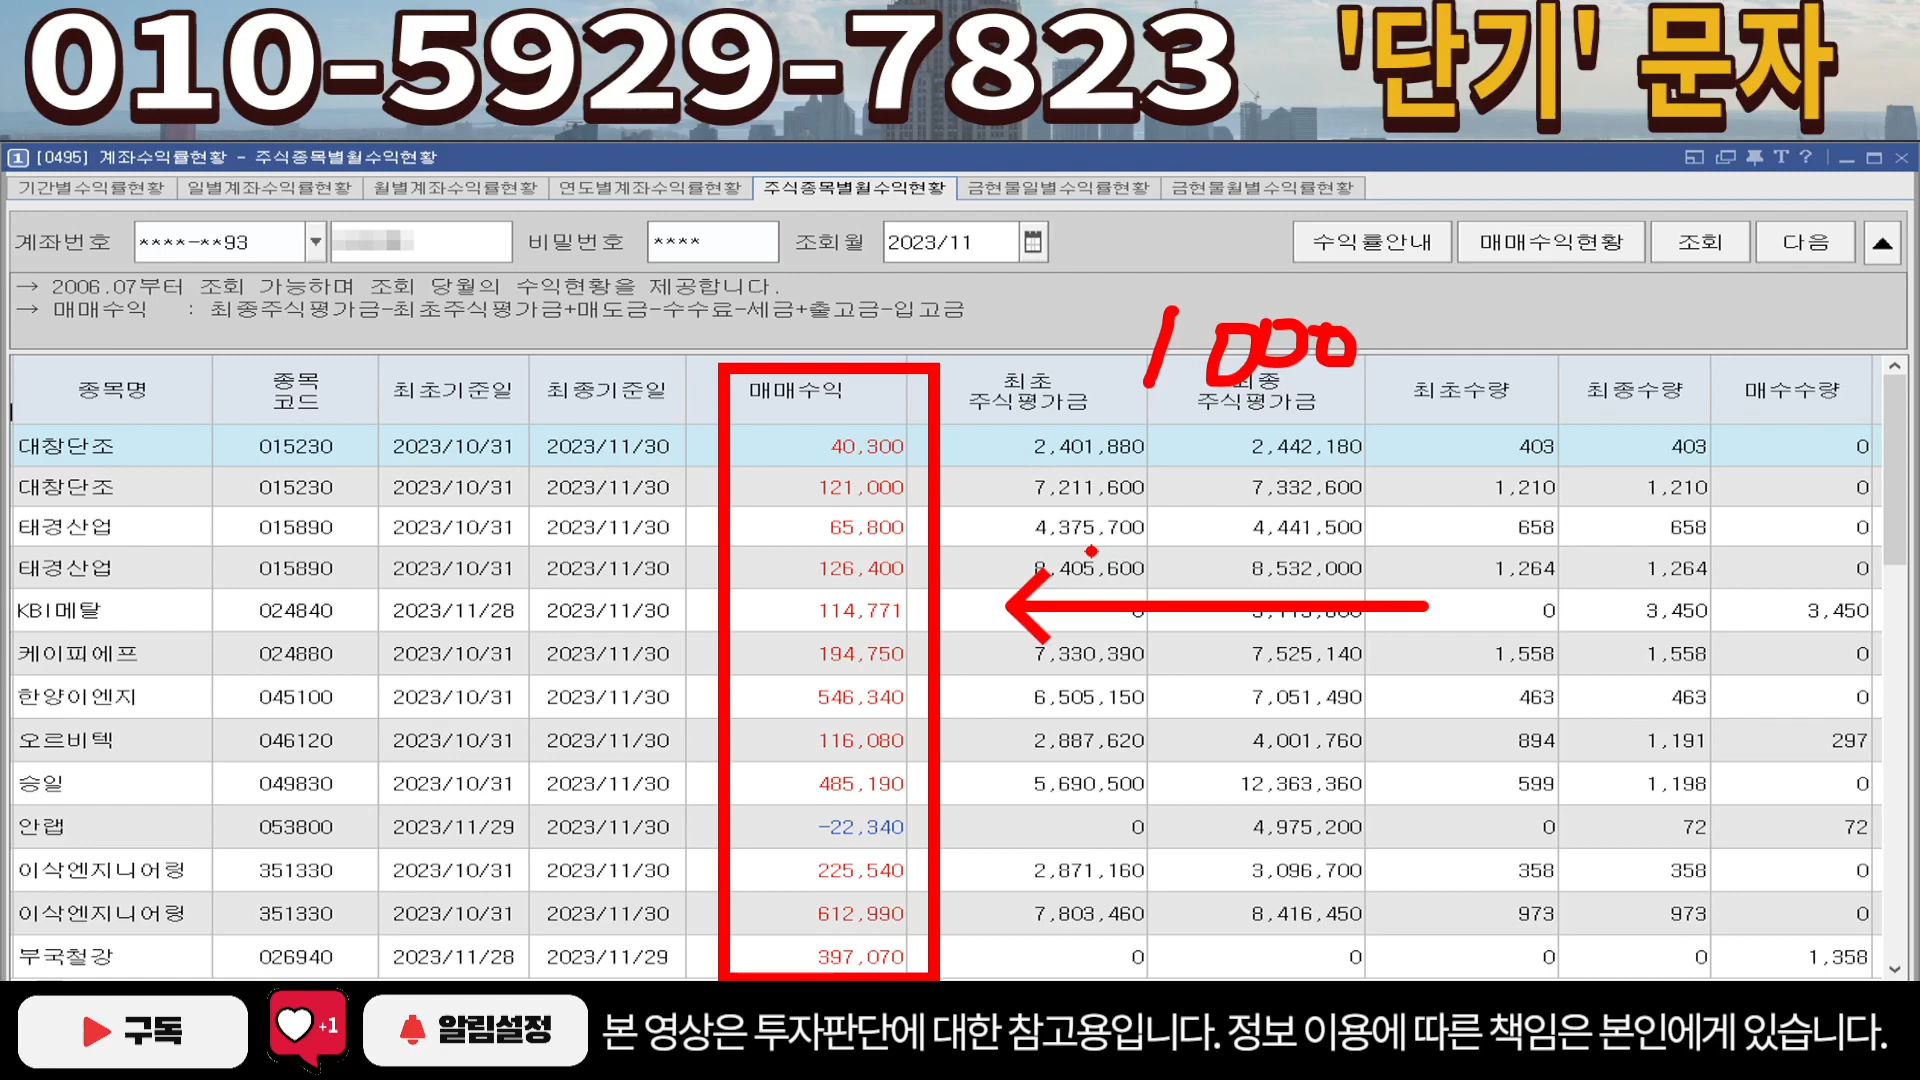 010-5929-7823 '단기' 문자
1 [0495] 계좌수익률현황 - 주식종목별월수익현황
기간별수익률현황 일별계좌수익률현황 월별계좌수익률현황 연도별계좌수익률현황 주식종목별월수익현황 금현물일별수익률현황 금현물월별수익률현황
계좌번호 ****-**93 비밀번호 **** 조회월 2023/11 수익률안내 매매수익현황 조회 다음
→ 2006.07부터 조회 가능하며 조회 당월의 수익현황을 제공합니다.
→ 매매수익 : 최종주식평가금-최초주식평가금+매도금-수수료-세금+출고금-입고금
1000
종목명 종목코드 최초기준일 최종기준일 매매수익 최초주식평가금 최종주식평가금 최초수량 최종수량 매수수량
대창단조 015230 2023/10/31 2023/11/30 40,300 2,401,880 2,442,180 403 403 0
대창단조 015230 2023/10/31 2023/11/30 121,000 7,211,600 7,332,600 1,210 1,210 0
태경산업 015890 2023/10/31 2023/11/30 65,800 4,375,700 4,441,500 658 658 0
태경산업 015890 2023/10/31 2023/11/30 126,400 8,405,600 8,532,000 1,264 1,264 0
KBI메탈 024840 2023/11/28 2023/11/30 114,771 0 0 3,450 3,450
케이피에프 024880 2023/10/31 2023/11/30 194,750 7,330,390 7,525,140 1,558 1,558 0
한양이엔지 045100 2023/10/31 2023/11/30 546,340 6,505,150 7,051,490 463 463 0
오르비텍 046120 2023/10/31 2023/11/30 116,080 2,887,620 4,001,760 894 1,191 297
승일 049830 2023/10/31 2023/11/30 485,190 5,690,500 12,363,360 599 1,198 0
안랩 053800 2023/11/29 2023/11/30 -22,340 0 4,975,200 0 72 72
이삭엔지니어링 351330 2023/10/31 2023/11/30 225,540 2,871,160 3,096,700 358 358 0
이삭엔지니어링 351330 2023/10/31 2023/11/30 612,990 7,803,460 8,416,450 973 973 0
부국철강 026940 2023/11/28 2023/11/29 397,070 0 0 0 0 1,358
구독 +1 알림설정 본 영상은 투자판단에 대한 참고용입니다. 정보 이용에 따른 책임은 본인에게 있습니다.